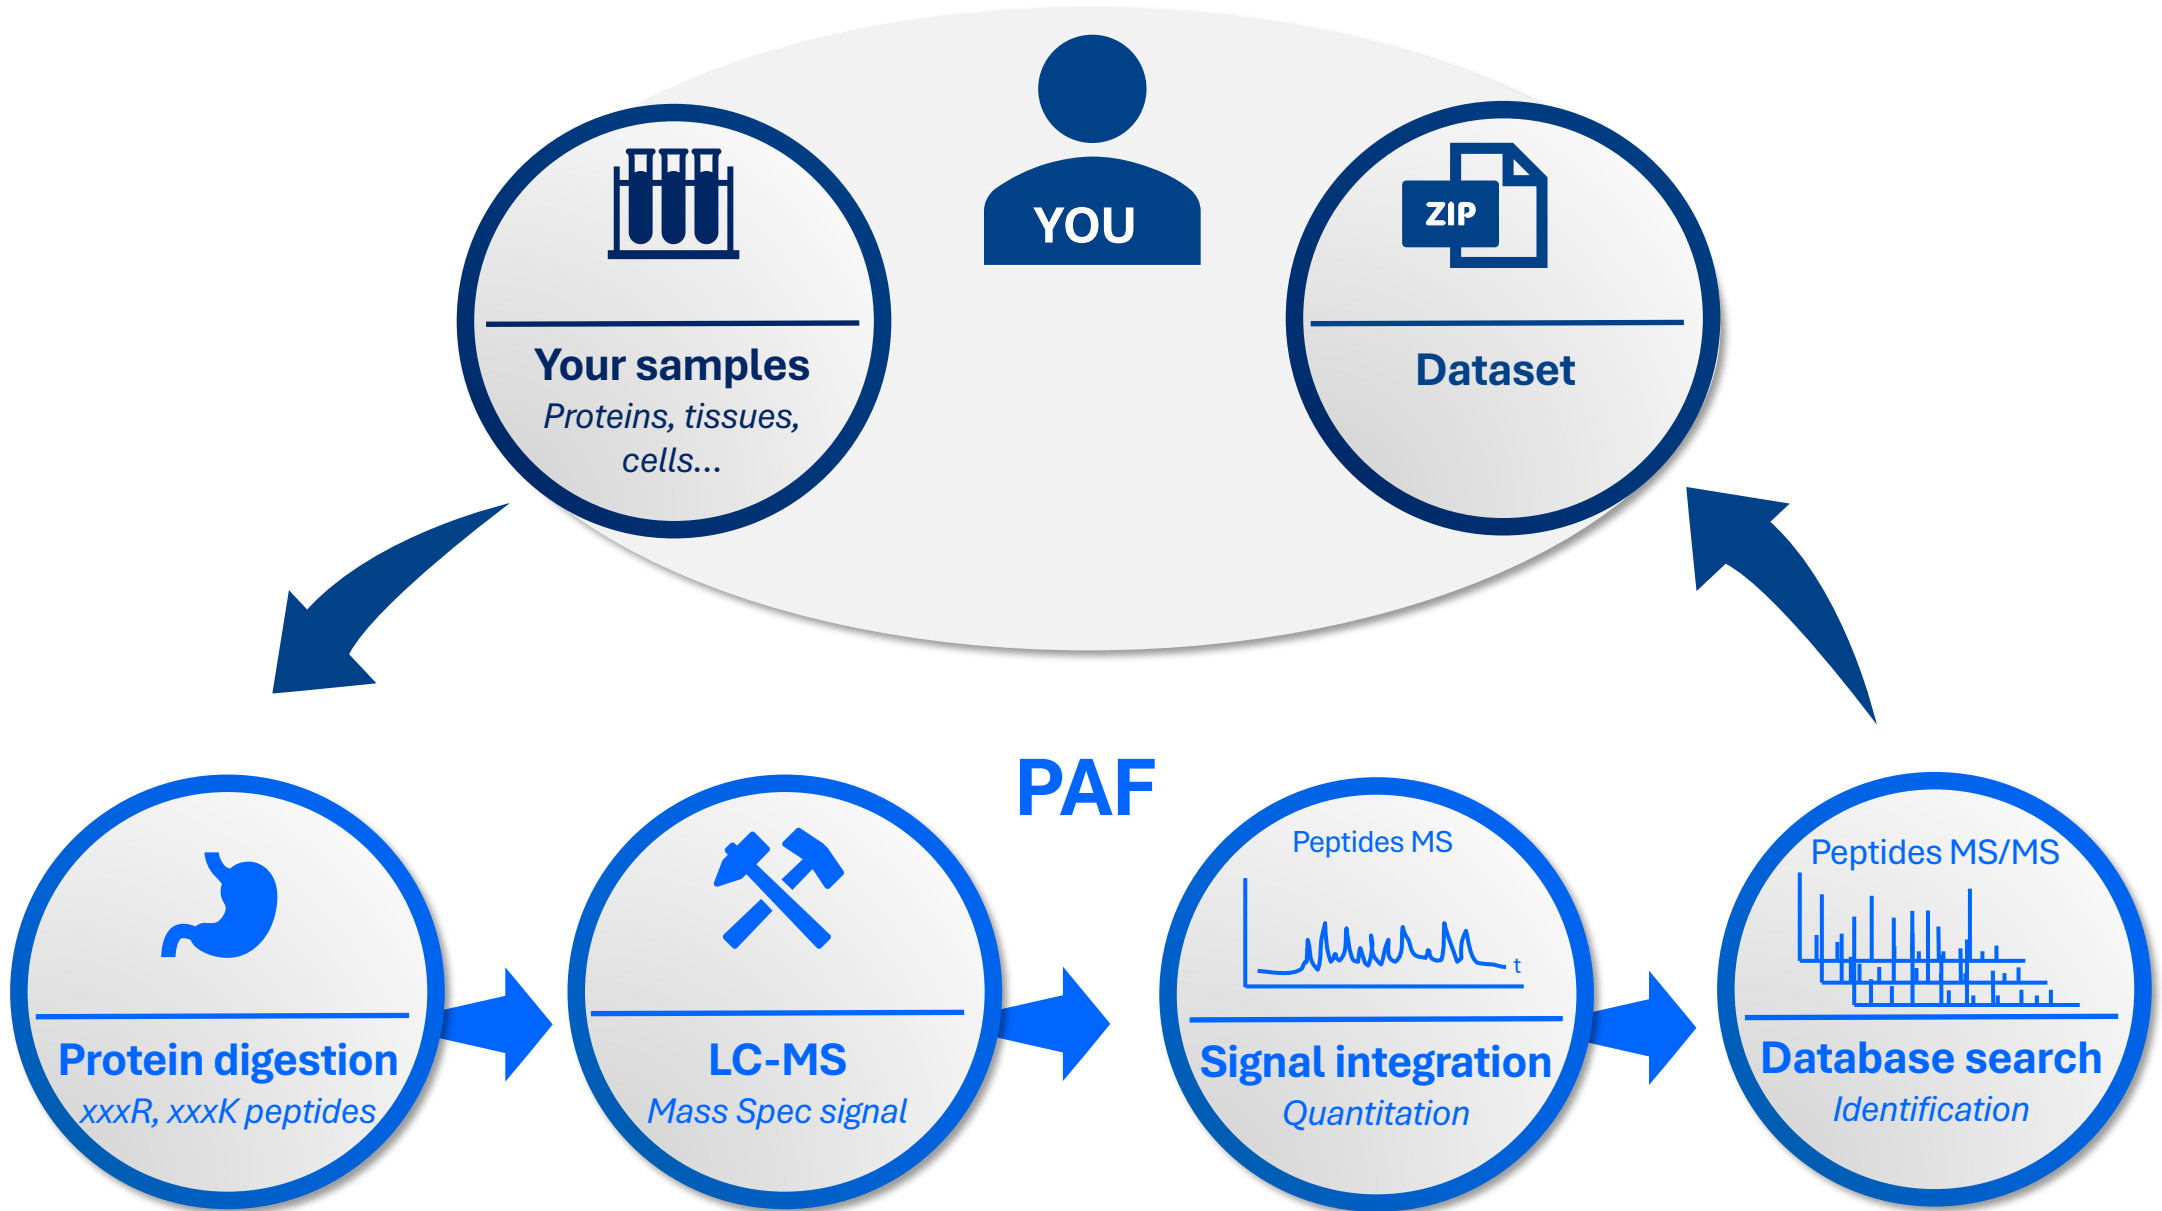 YOU
ZIP
Your samples
Proteins, tissues,
cells...
Dataset
PAF
Protein digestion
xxxR, xxxK peptides
LC-MS
Mass Spec signal
Peptides MS
t
Signal integration
Quantitation
Peptides MS/MS
Database search
Identification